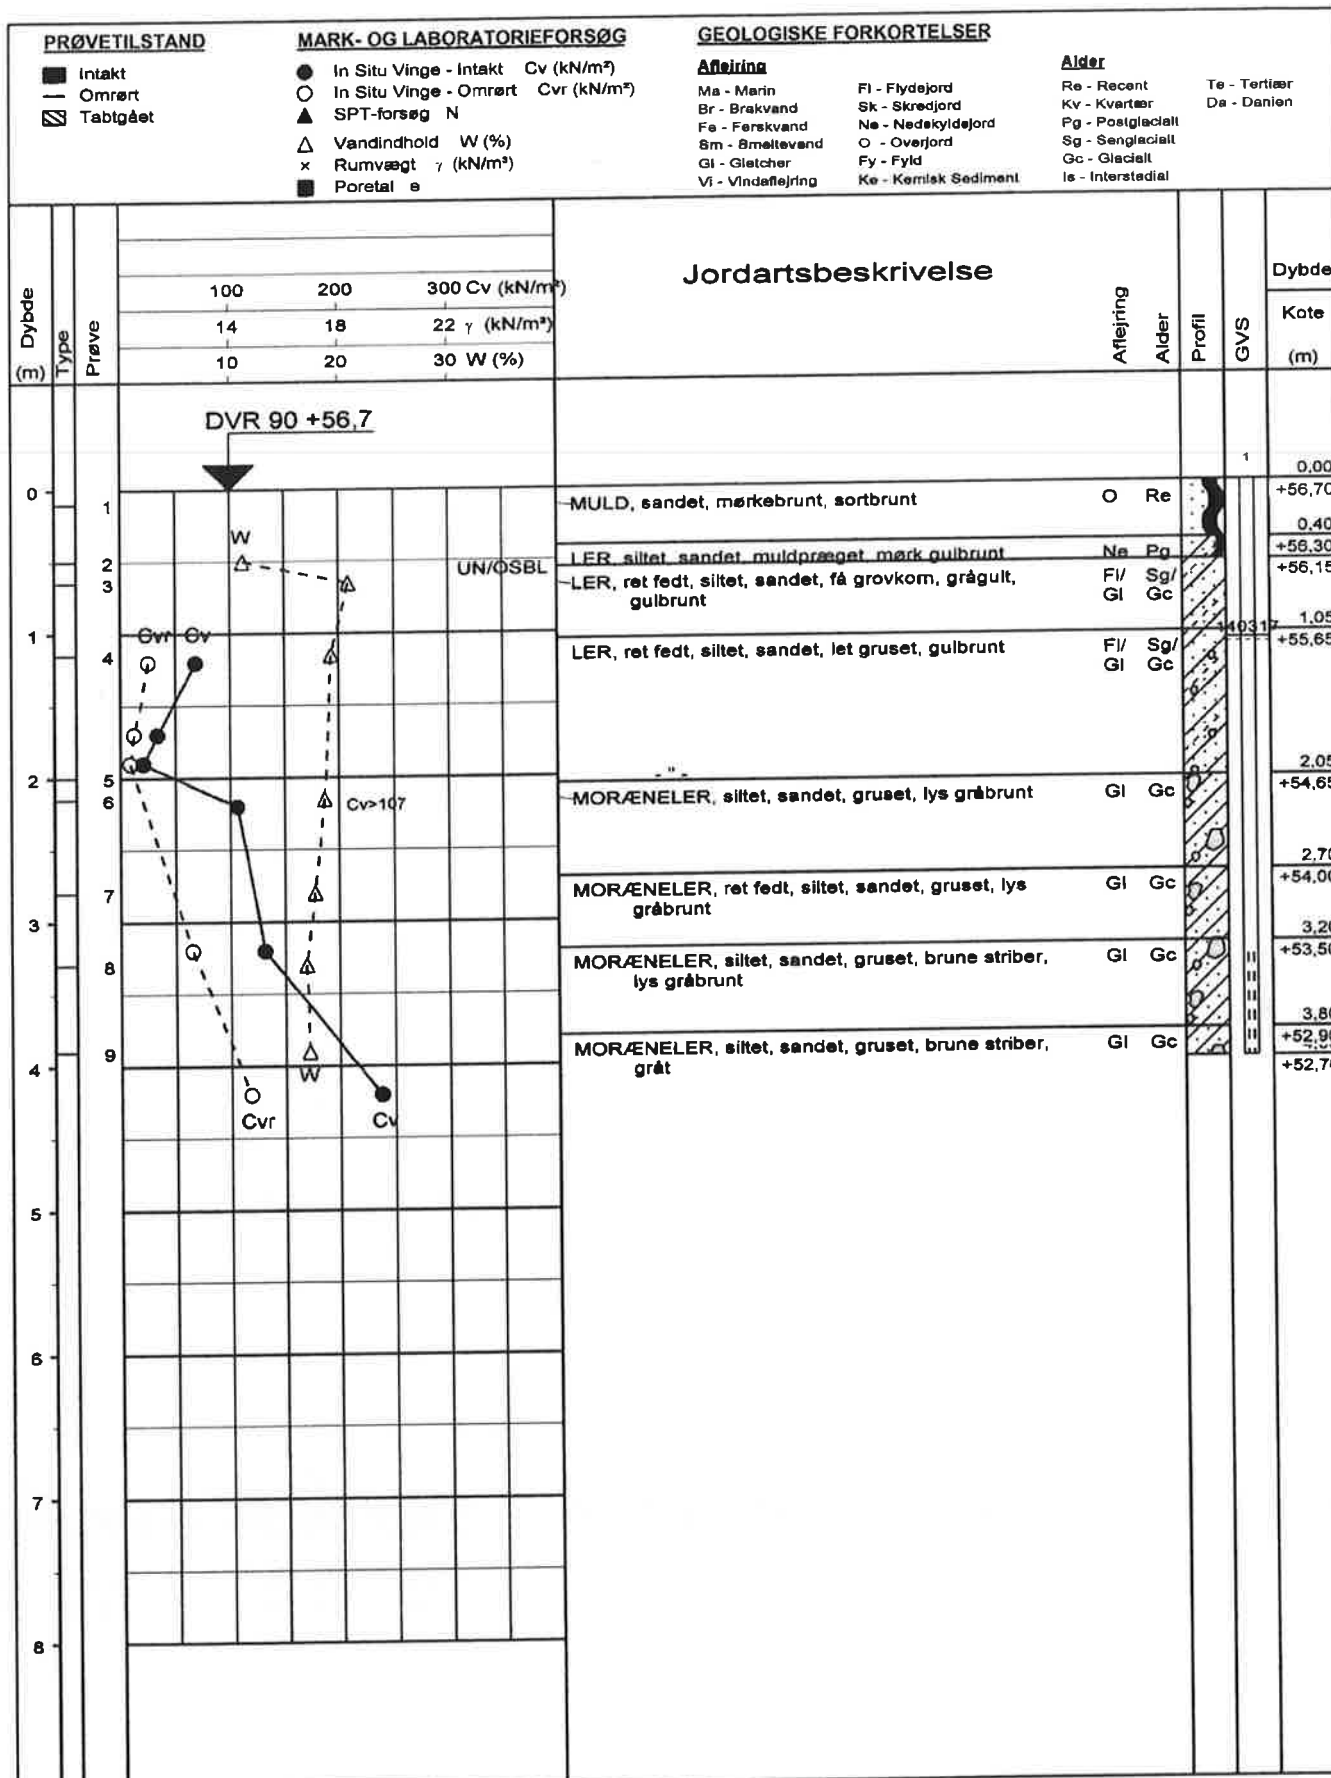 PRØVETILSTAND
Intakt
Omrørt
Tabtgået
MARK- OG LABORATORIEFORSØG
In Situ Vinge - Intakt Cv (kN/m²)
In Situ Vinge - Omrørt Cvr (kN/m²)
SPT-forsøg N
Vandindhold W (%)
Rumvægt γ (kN/m³)
Poretal e
GEOLOGISKE FORKORTELSER
Aflejring
Ma - Marin
Br - Brakvand
Fe - Ferskvand
Sm - Smeltevand
Gl - Gletcher
Vi - Vindaflejring
Fl - Flydejord
Sk - Skredjord
Ne - Nedskyldejord
O - Overjord
Fy - Fyld
Ke - Kemisk Sediment
Alder
Re - Recent
Kv - Kvartær
Pg - Postglacialt
Sg - Senglacialt
Gc - Glacialt
Is - Interstadial
Te - Tertiær
Da - Danien
Dybde
(m)
Type
Prøve
100 200 300 Cv (kN/m²)
14 18 22 γ (kN/m³)
10 20 30 W (%)
Jordartsbeskrivelse
Aflejring
Alder
Profil
GVS
Dybde
Kote
(m)
DVR 90 +56,7
1
0,00
0
1
MULD, sandet, mørkebrunt, sortbrunt
O Re
+56,70
0,40
W
2
UN/OSBL
LER, siltet, sandet, muldpræget, mørk gulbrunt
Ne Pg
+56,30
+56,15
3
LER, ret fedt, siltet, sandet, få grovkorn, grågult,
gulbrunt
Fl/ Sg/
Gl Gc
1,05
1
Cvr Cv
140317
+55,65
4
LER, ret fedt, siltet, sandet, let gruset, gulbrunt
Fl/ Sg/
Gl Gc
2,05
2
5
- " -
+54,65
6
Cv>107
MORÆNELER, siltet, sandet, gruset, lys gråbrunt
Gl Gc
2,70
+54,00
7
MORÆNELER, ret fedt, siltet, sandet, gruset, lys
gråbrunt
Gl Gc
3
3,20
+53,50
8
MORÆNELER, siltet, sandet, gruset, brune striber,
lys gråbrunt
Gl Gc
3,80
+52,90
9
MORÆNELER, siltet, sandet, gruset, brune striber,
gråt
Gl Gc
4
W
+52,70
Cvr Cv
5
6
7
8